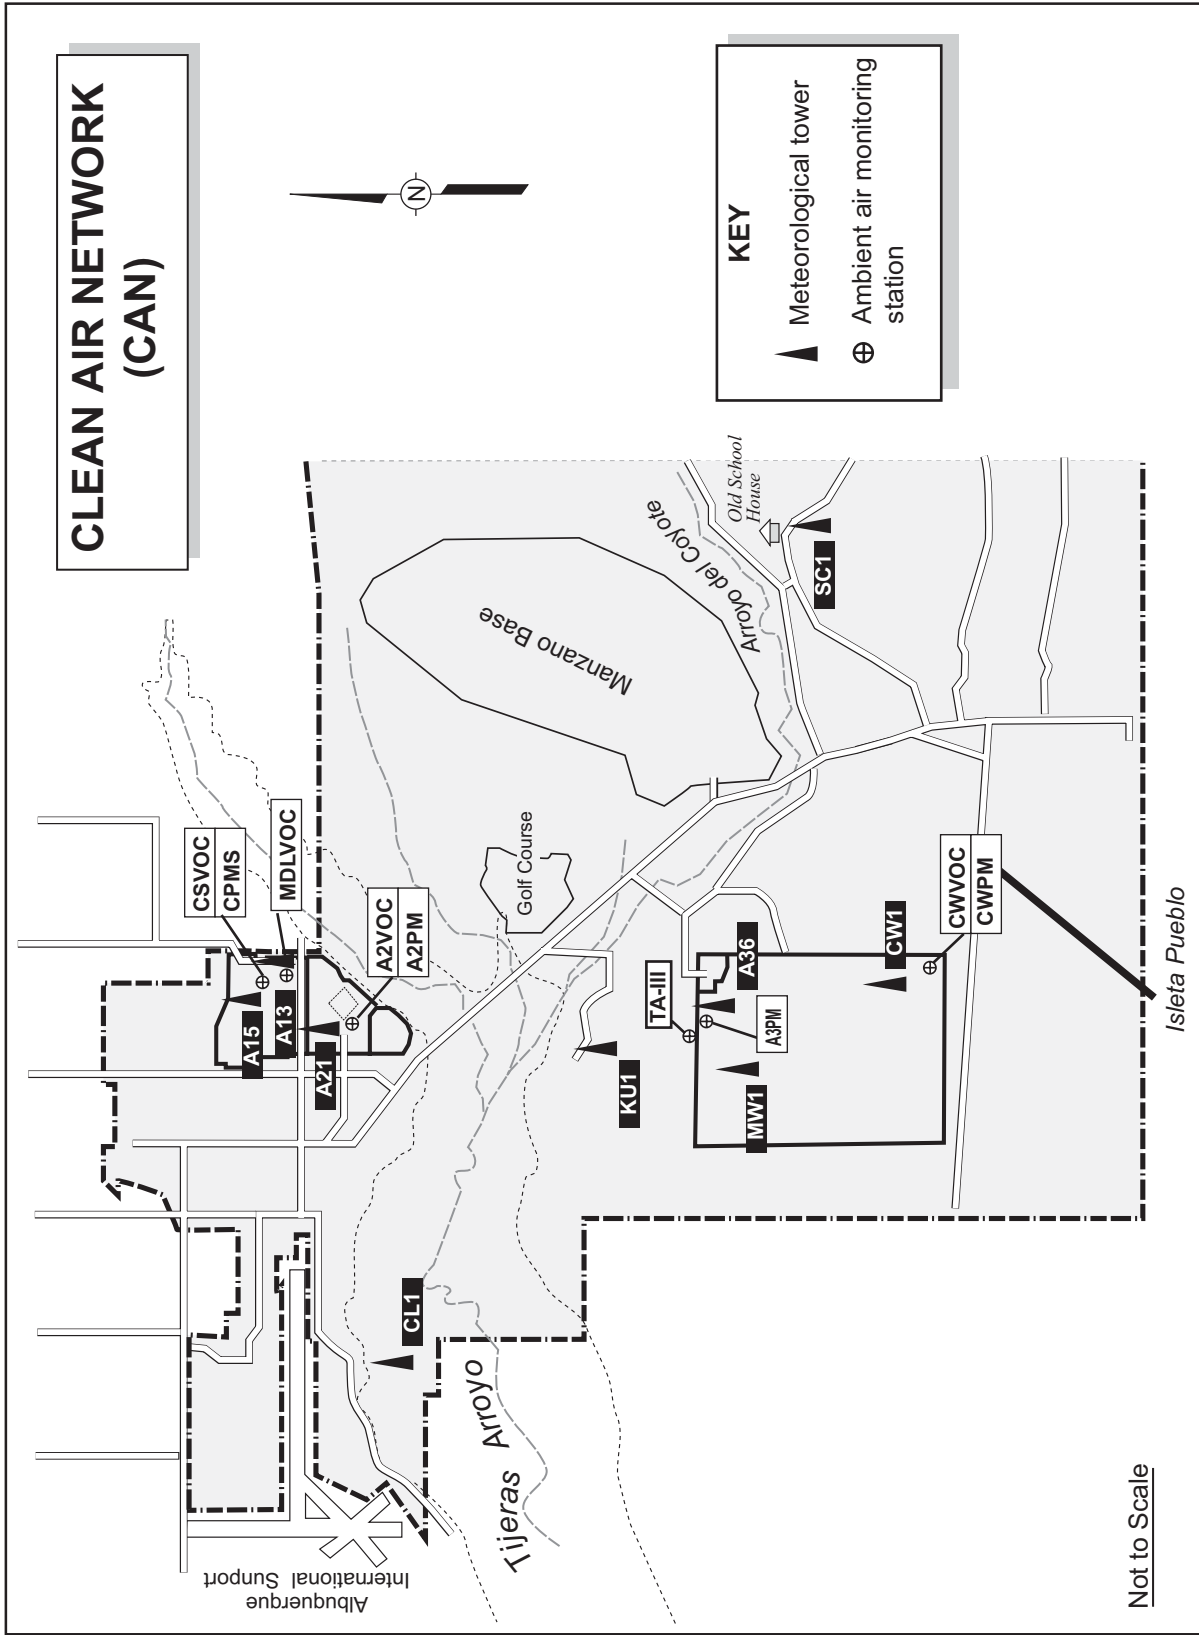 CLEAN AIR NETWORK
(CAN)
N
KEY
Meteorological tower
Ambient air monitoring
station
CSVOC
CPMS
MDLVOC
A2VOC
A2PM
A15
A13
A21
Albuquerque
International Sunport
CL1
Tijeras Arroyo
Golf Course
Manzano Base
Arroyo del Coyote
Old School
House
SC1
KU1
TA-III
A36
A3PM
MW1
CW1
CWVOC
CWPM
Isleta Pueblo
Not to Scale